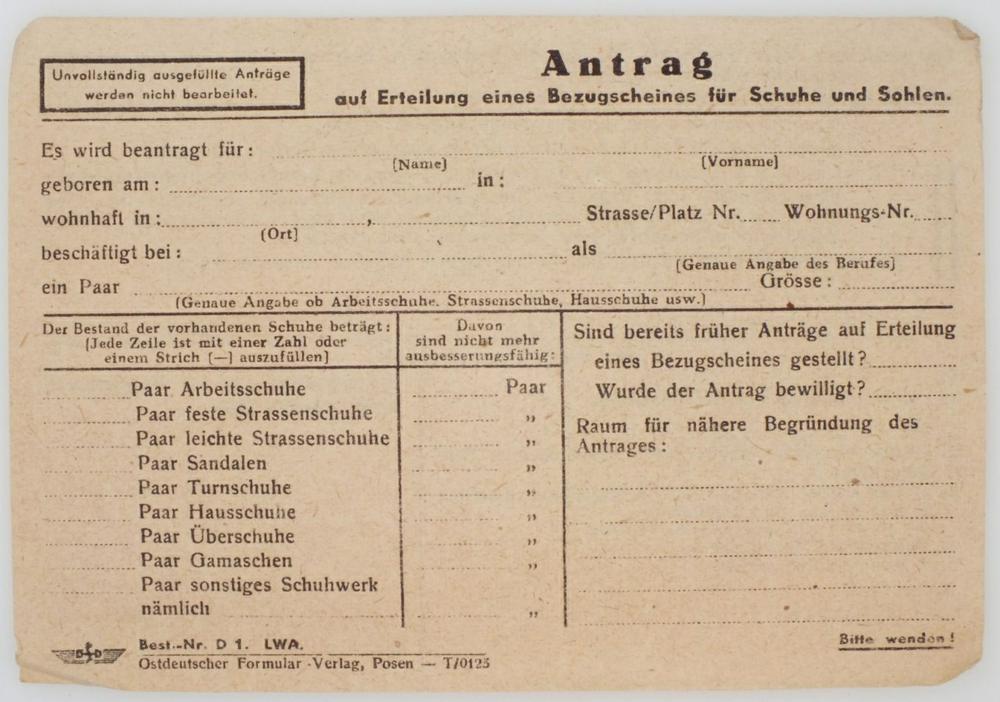 Unvollständig ausgefüllte Anträge
werden nicht bearbeitet.
Antrag
auf Erteilung eines Bezugscheines für Schuhe und Sohlen.
Es wird beantragt für:
(Name) (Vorname)
geboren am: in:
wohnhaft in: , Strasse/Platz Nr. Wohnungs-Nr.
(Ort)
beschäftigt bei: als
(Genaue Angabe des Berufes)
ein Paar Grösse:
(Genaue Angabe ob Arbeitsschuhe, Strassenschuhe, Hausschuhe usw.)
Der Bestand der vorhandenen Schuhe beträgt:
(Jede Zeile ist mit einer Zahl oder
einem Strich (—) auszufüllen)
Davon
sind nicht mehr
ausbesserungsfähig:
Paar Arbeitsschuhe Paar
Paar feste Strassenschuhe „
Paar leichte Strassenschuhe „
Paar Sandalen „
Paar Turnschuhe „
Paar Hausschuhe „
Paar Überschuhe „
Paar Gamaschen „
Paar sonstiges Schuhwerk
nämlich „
Sind bereits früher Anträge auf Erteilung
eines Bezugscheines gestellt?
Wurde der Antrag bewilligt?
Raum für nähere Begründung des
Antrages:
Bitte wenden!
Best.-Nr. D 1. LWA.
Ostdeutscher Formular-Verlag, Posen — T/0125